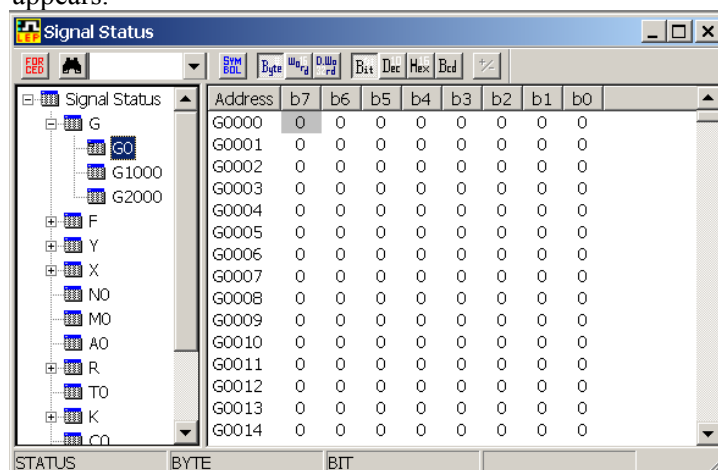 appears.
Signal Status
FOR CED SYM BOL Byte Word D.Word Bit Dec Hex Bcd +/-
Signal Status
G
G0
G1000
G2000
F
Y
X
N0
M0
A0
R
T0
K
C0
Address b7 b6 b5 b4 b3 b2 b1 b0
G0000 0 0 0 0 0 0 0 0
G0001 0 0 0 0 0 0 0 0
G0002 0 0 0 0 0 0 0 0
G0003 0 0 0 0 0 0 0 0
G0004 0 0 0 0 0 0 0 0
G0005 0 0 0 0 0 0 0 0
G0006 0 0 0 0 0 0 0 0
G0007 0 0 0 0 0 0 0 0
G0008 0 0 0 0 0 0 0 0
G0009 0 0 0 0 0 0 0 0
G0010 0 0 0 0 0 0 0 0
G0011 0 0 0 0 0 0 0 0
G0012 0 0 0 0 0 0 0 0
G0013 0 0 0 0 0 0 0 0
G0014 0 0 0 0 0 0 0 0
STATUS BYTE BIT